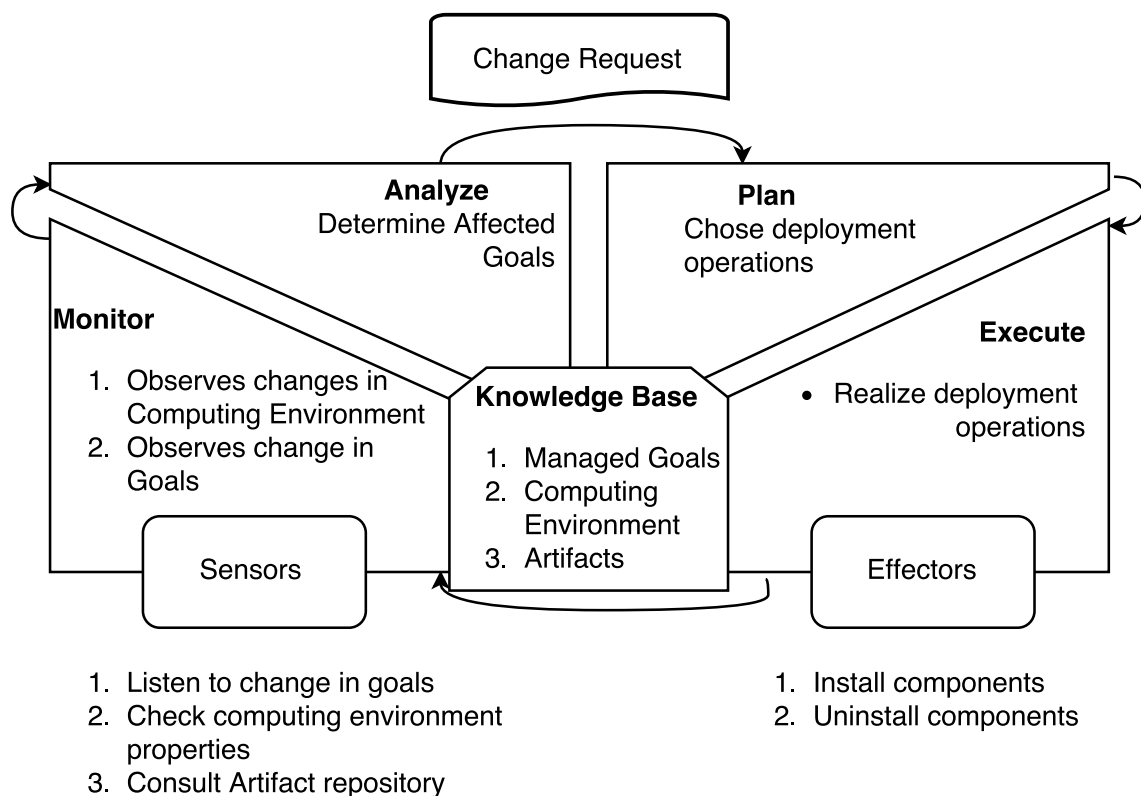 Change Request
Analyze
Determine Affected
Goals
Plan
Chose deployment
operations
Monitor
1. Observes changes in
Computing Environment
2. Observes change in
Goals
Knowledge Base
1. Managed Goals
2. Computing
Environment
3. Artifacts
Execute
• Realize deployment
operations
Sensors
Effectors
1. Listen to change in goals
2. Check computing environment
properties
3. Consult Artifact repository
1. Install components
2. Uninstall components